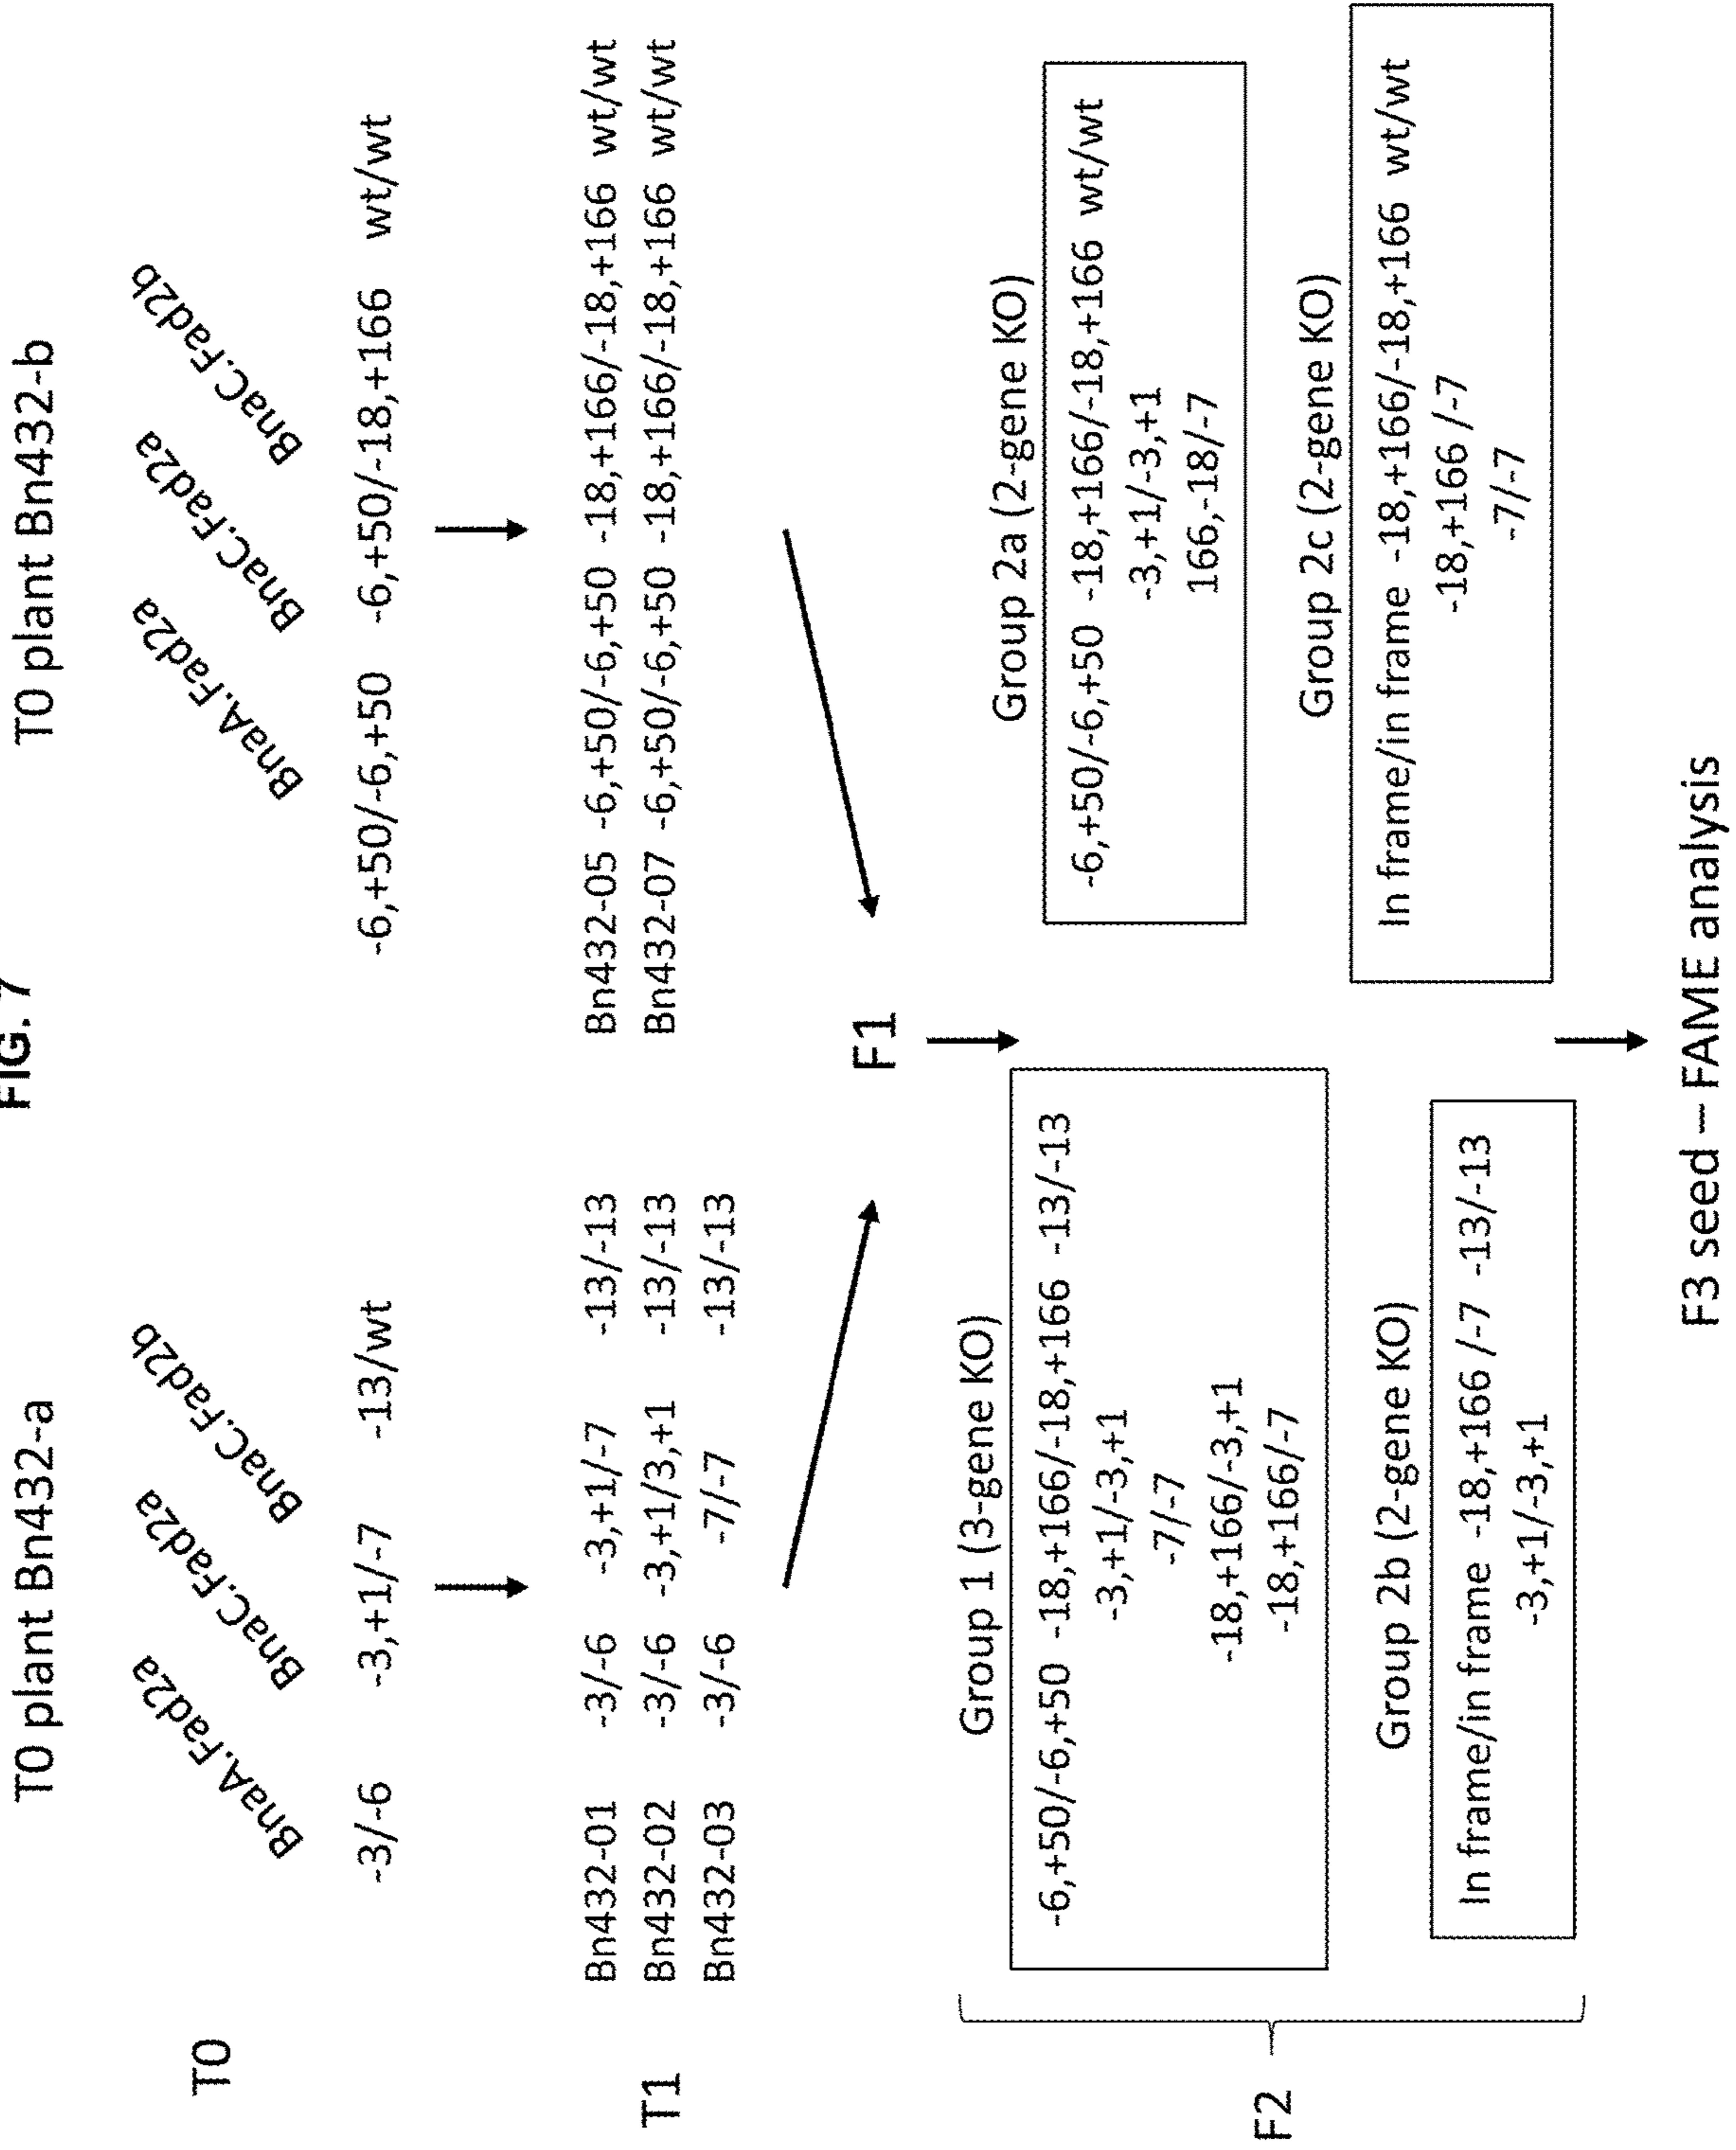 FIG. 7
T0 plant Bn432-a
T0 plant Bn432-b
T0
BnaA.Fad2a
BnaC.Fad2a
BnaC.Fad2b
BnaA.Fad2a
BnaC.Fad2a
BnaC.Fad2b
-3/-6 -3,+1/-7 -13/wt
-6,+50/-6,+50 -6,+50/-18,+166 wt/wt
T1
Bn432-01 -3/-6 -3,+1/-7 -13/-13
Bn432-02 -3/-6 -3,+1/3,+1 -13/-13
Bn432-03 -3/-6 -7/-7 -13/-13
Bn432-05 -6,+50/-6,+50 -18,+166/-18,+166 wt/wt
Bn432-07 -6,+50/-6,+50 -18,+166/-18,+166 wt/wt
F1
F2
Group 1 (3-gene KO)
-6,+50/-6,+50 -18,+166/-18,+166 -13/-13
-3,+1/-3,+1
-7/-7
-18,+166/-3,+1
-18,+166/-7
Group 2a (2-gene KO)
-6,+50/-6,+50 -18,+166/-18,+166 wt/wt
-3,+1/-3,+1
166,-18/-7
Group 2b (2-gene KO)
In frame/in frame -18,+166 /-7 -13/-13
-3,+1/-3,+1
Group 2c (2-gene KO)
In frame/in frame -18,+166/-18,+166 wt/wt
-18,+166 /-7
-7/-7
F3 seed – FAME analysis